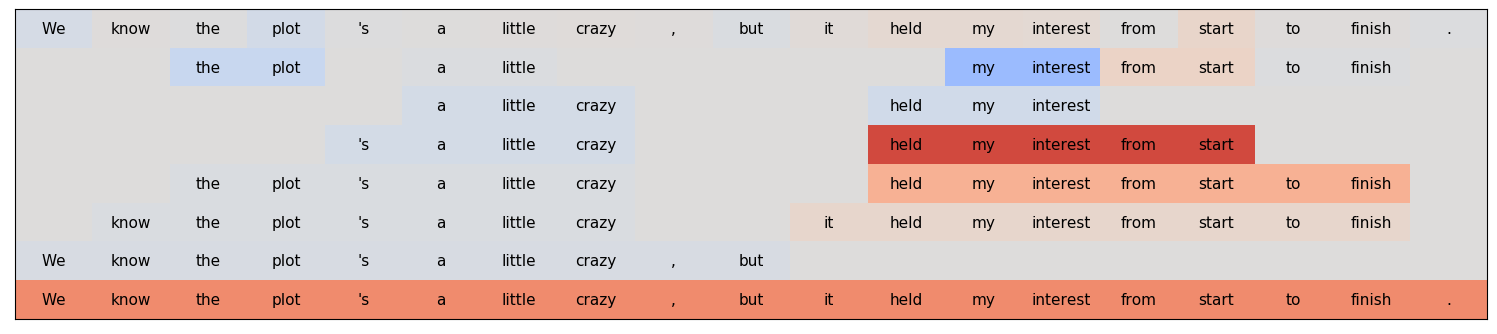 We know the plot 's a little crazy , but it held my interest from start to finish .
the plot a little my interest from start to finish
a little crazy held my interest
's a little crazy held my interest from start
the plot 's a little crazy held my interest from start to finish
know the plot 's a little crazy it held my interest from start to finish
We know the plot 's a little crazy , but
We know the plot 's a little crazy , but it held my interest from start to finish .